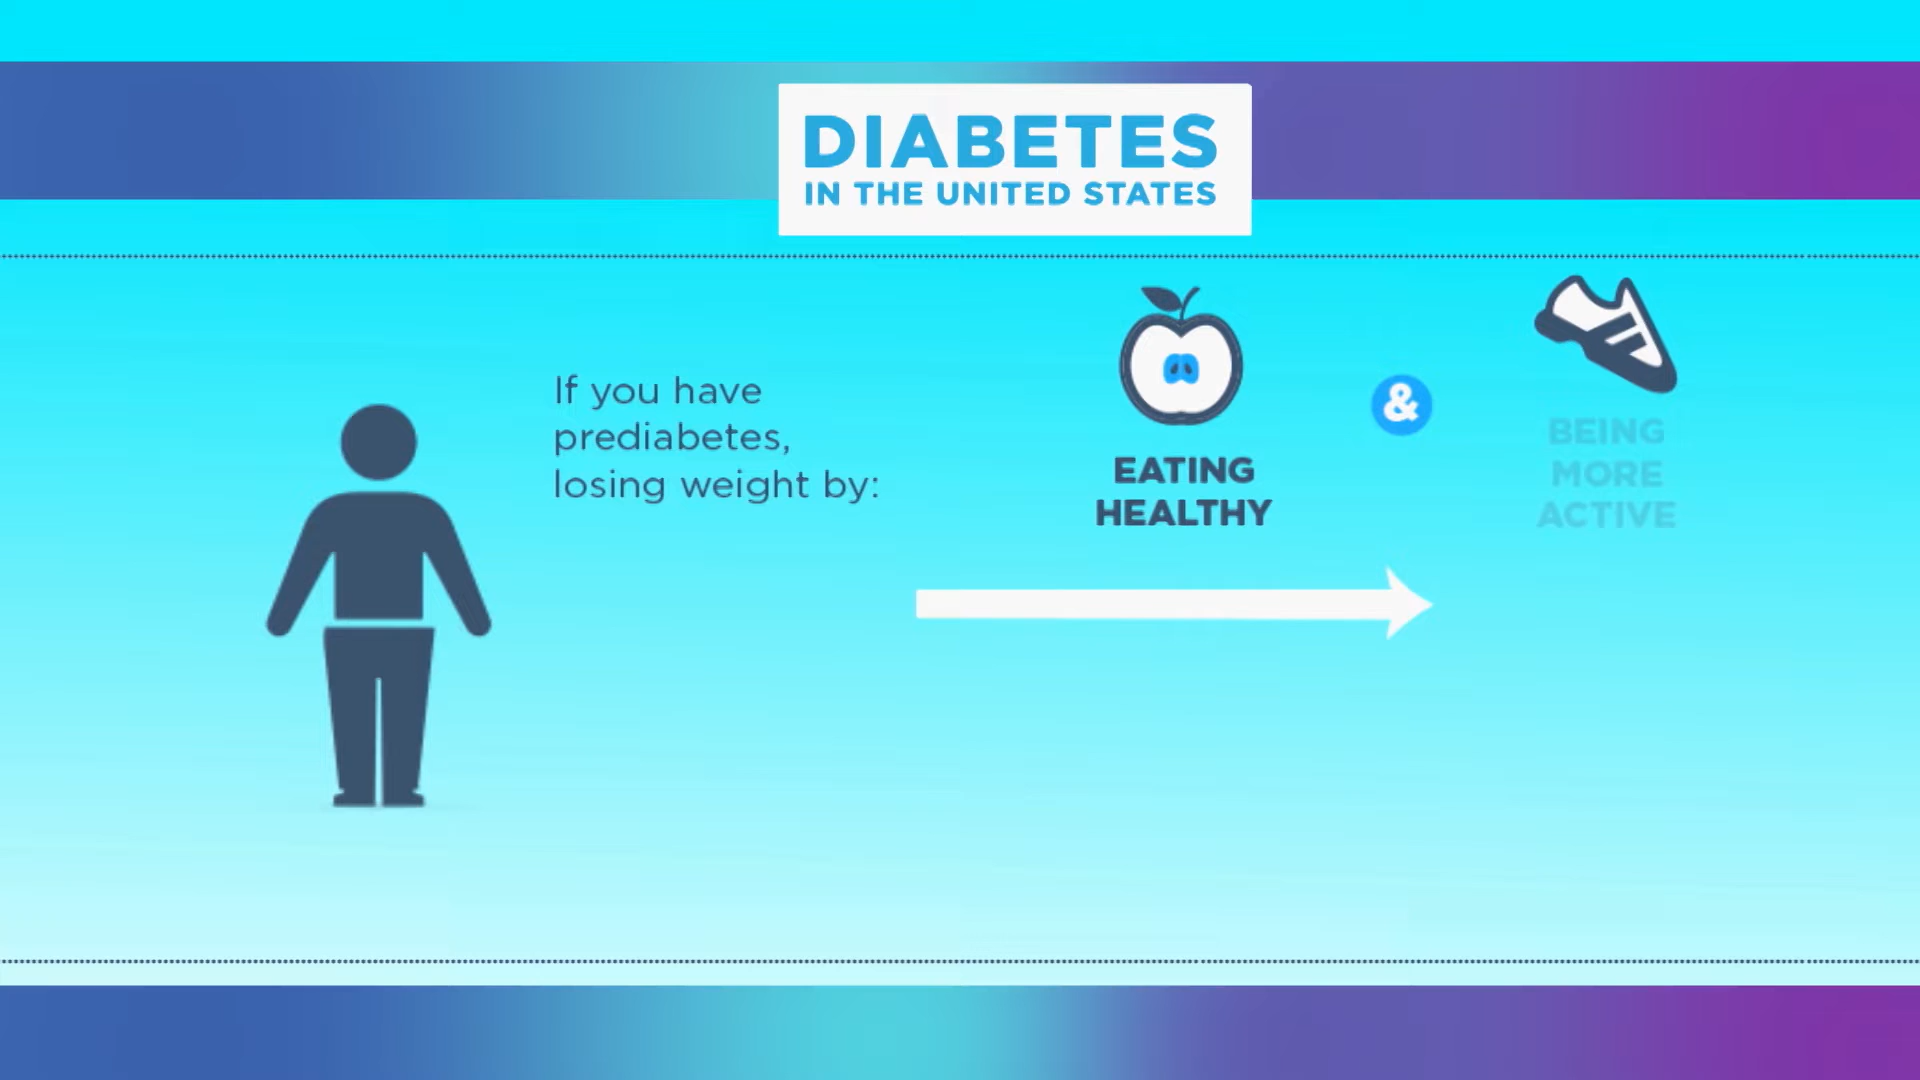 DIABETES
IN THE UNITED STATES
If you have
prediabetes,
losing weight by:
EATING
HEALTHY
&
BEING
MORE
ACTIVE